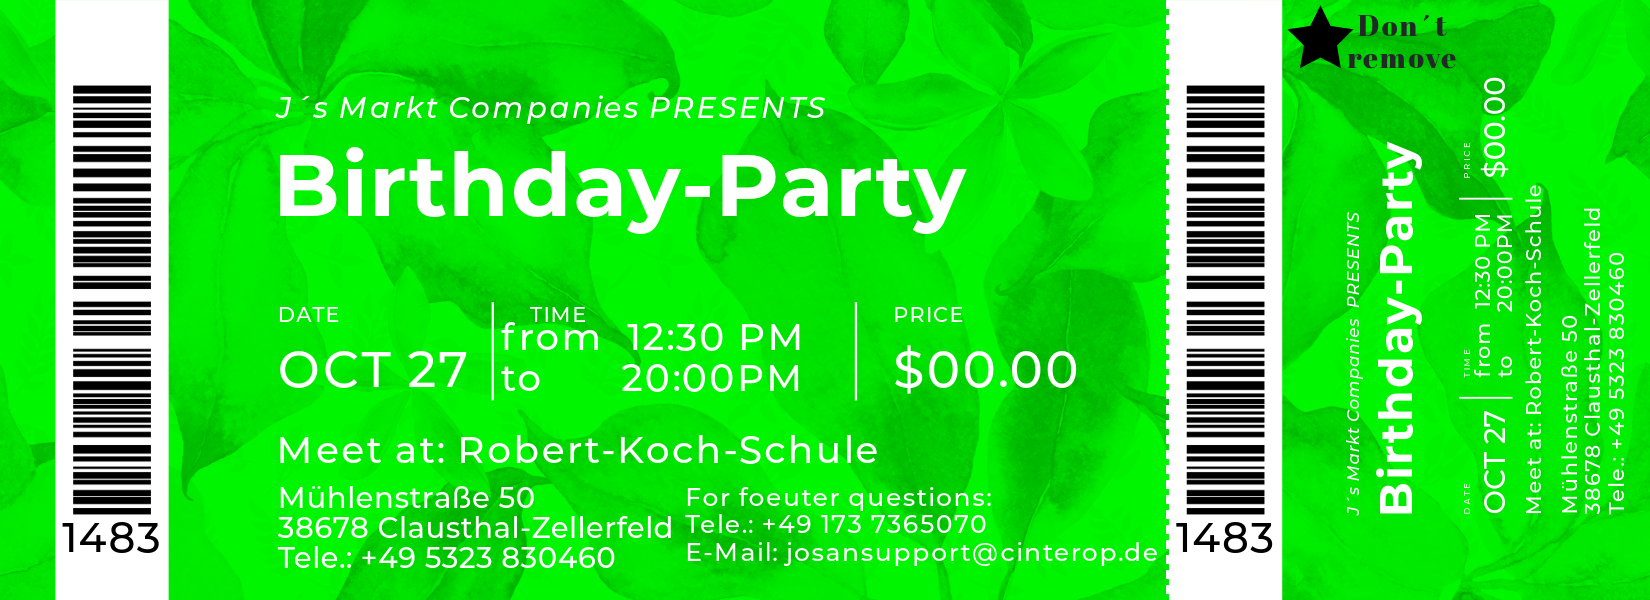 J´s Markt Companies PRESENTS
Birthday-Party
DATE
OCT 27
TIME
from 12:30 PM
to 20:00PM
PRICE
$00.00
Meet at: Robert-Koch-Schule
Mühlenstraße 50
38678 Clausthal-Zellerfeld
Tele.: +49 5323 830460
For foeuter questions:
Tele.: +49 173 7365070
E-Mail: josansupport@cinterop.de
1483
1483
Don´t
remove
J´s Markt Companies PRESENTS
Birthday-Party
DATE
OCT 27
TIME
from 12:30 PM
to 20:00PM
PRICE
$00.00
Meet at: Robert-Koch-Schule
Mühlenstraße 50
38678 Clausthal-Zellerfeld
Tele.: +49 5323 830460